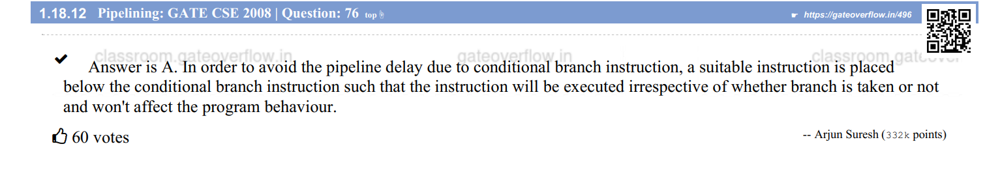 1.18.12 Pipelining: GATE CSE 2008 | Question: 76 top☝ ☛ https://gateoverflow.in/496
classroom.gateoverflow.in gateoverflow.in classroom.gateover
✔ Answer is A. In order to avoid the pipeline delay due to conditional branch instruction, a suitable instruction is placed
below the conditional branch instruction such that the instruction will be executed irrespective of whether branch is taken or not
and won't affect the program behaviour.
60 votes -- Arjun Suresh (332k points)